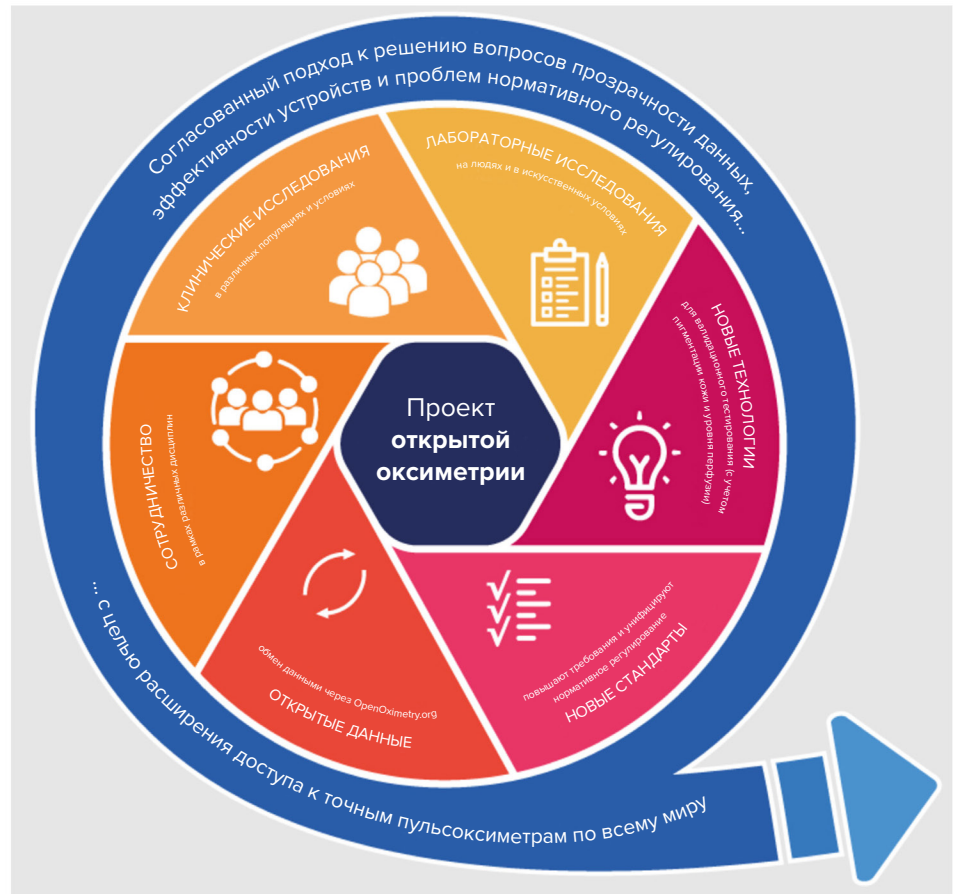 Согласованный подход к решению вопросов прозрачности данных,
эффективности устройств и проблем нормативного регулирования...
КЛИНИЧЕСКИЕ ИССЛЕДОВАНИЯ
в различных популяциях и условиях
ЛАБОРАТОРНЫЕ ИССЛЕДОВАНИЯ
на людях и в искусственных условиях
НОВЫЕ ТЕХНОЛОГИИ
для валидационного тестирования (с учетом
пигментации кожи и уровня перфузии)
повышают требования и унифицируют
нормативное регулирование
НОВЫЕ СТАНДАРТЫ
обмен данными через OpenOximetry.org
ОТКРЫТЫЕ ДАННЫЕ
СОТРУДНИЧЕСТВО
в рамках различных дисциплин
Проект
открытой
оксиметрии
... с целью расширения доступа к точным пульсоксиметрам по всему миру